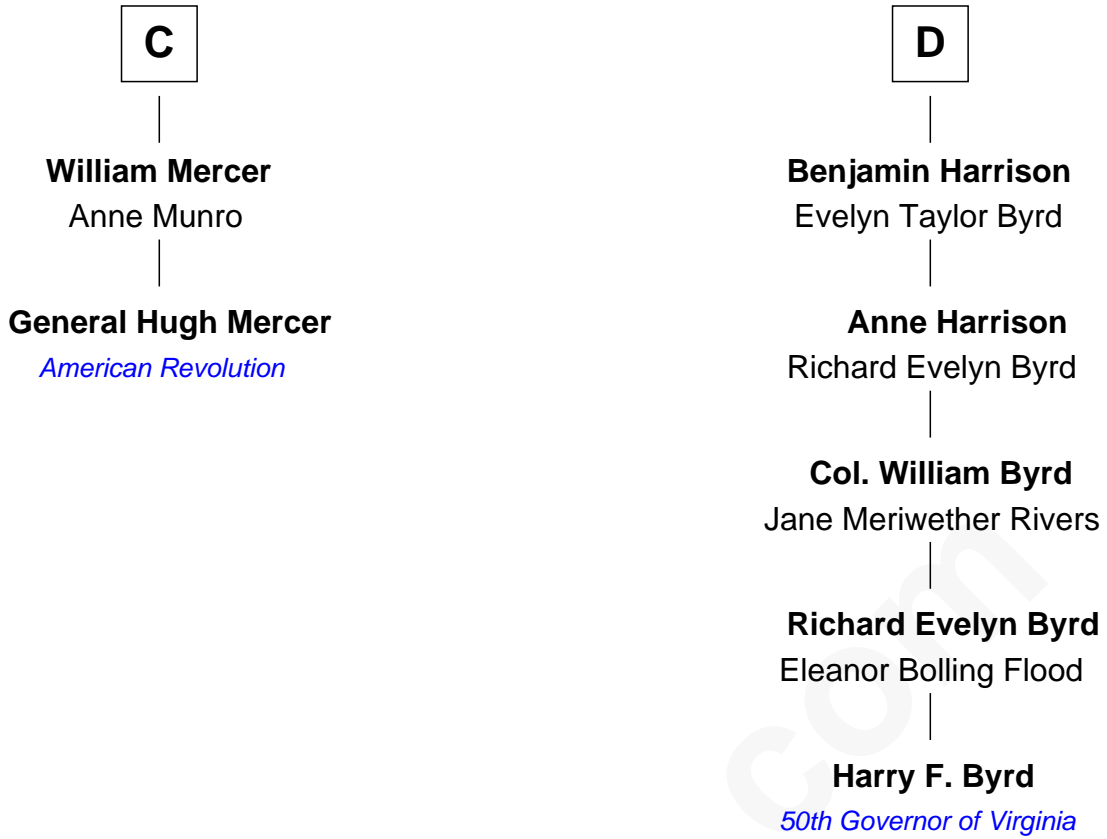 C
William Mercer
Anne Munro
General Hugh Mercer
American Revolution
D
Benjamin Harrison
Evelyn Taylor Byrd
Anne Harrison
Richard Evelyn Byrd
Col. William Byrd
Jane Meriwether Rivers
Richard Evelyn Byrd
Eleanor Bolling Flood
Harry F. Byrd
50th Governor of Virginia
com